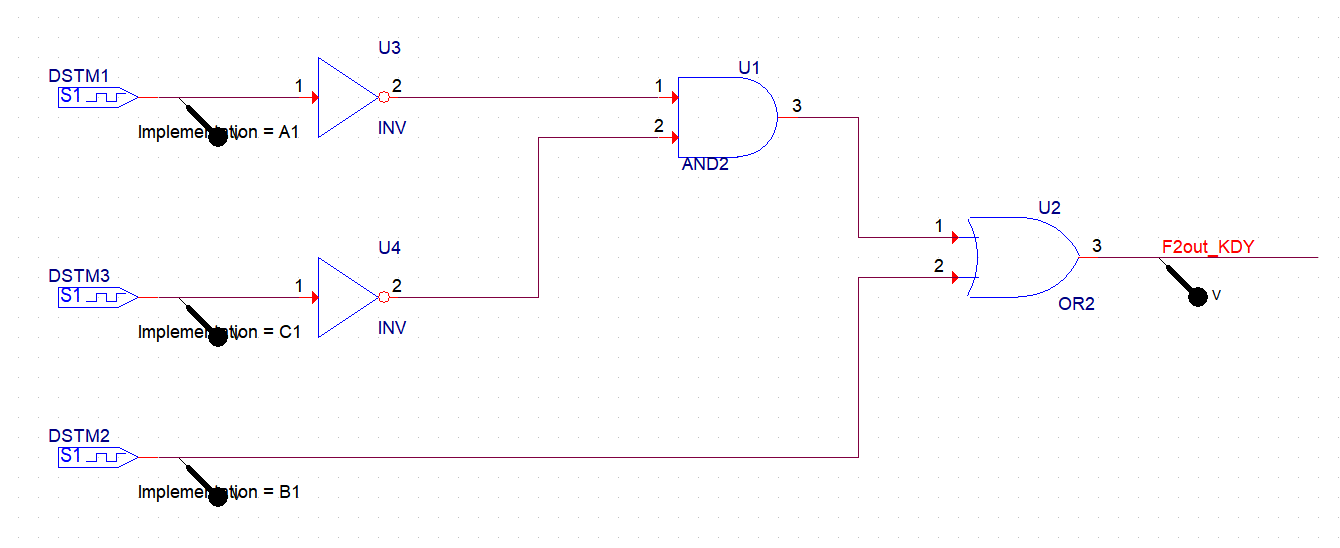 U3
DSTM1
S1
1
2
Implementation = A1
INV
U1
1
2
3
AND2
U2
1
2
3
F2out_KDY
V
OR2
U4
DSTM3
S1
1
2
Implementation = C1
INV
DSTM2
S1
Implementation = B1